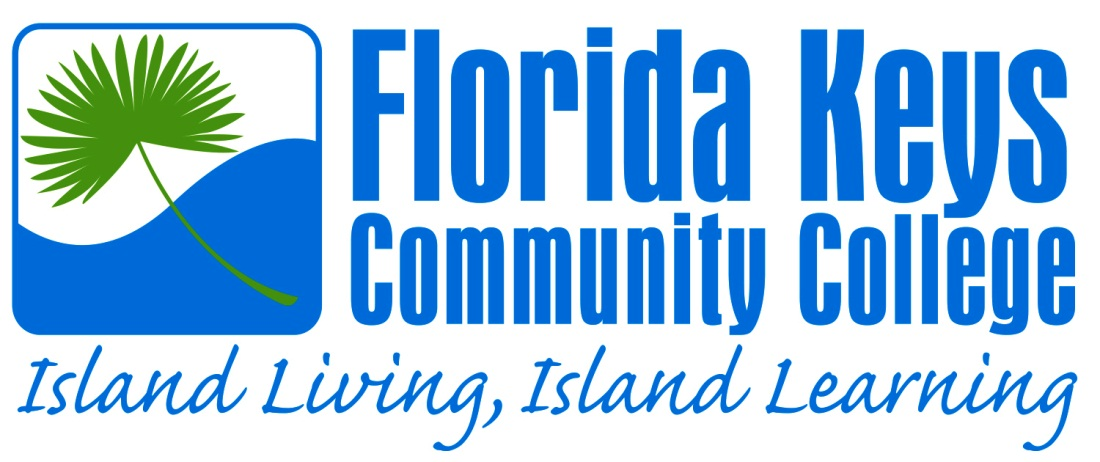 Florida Keys
Community College
Island Living, Island Learning